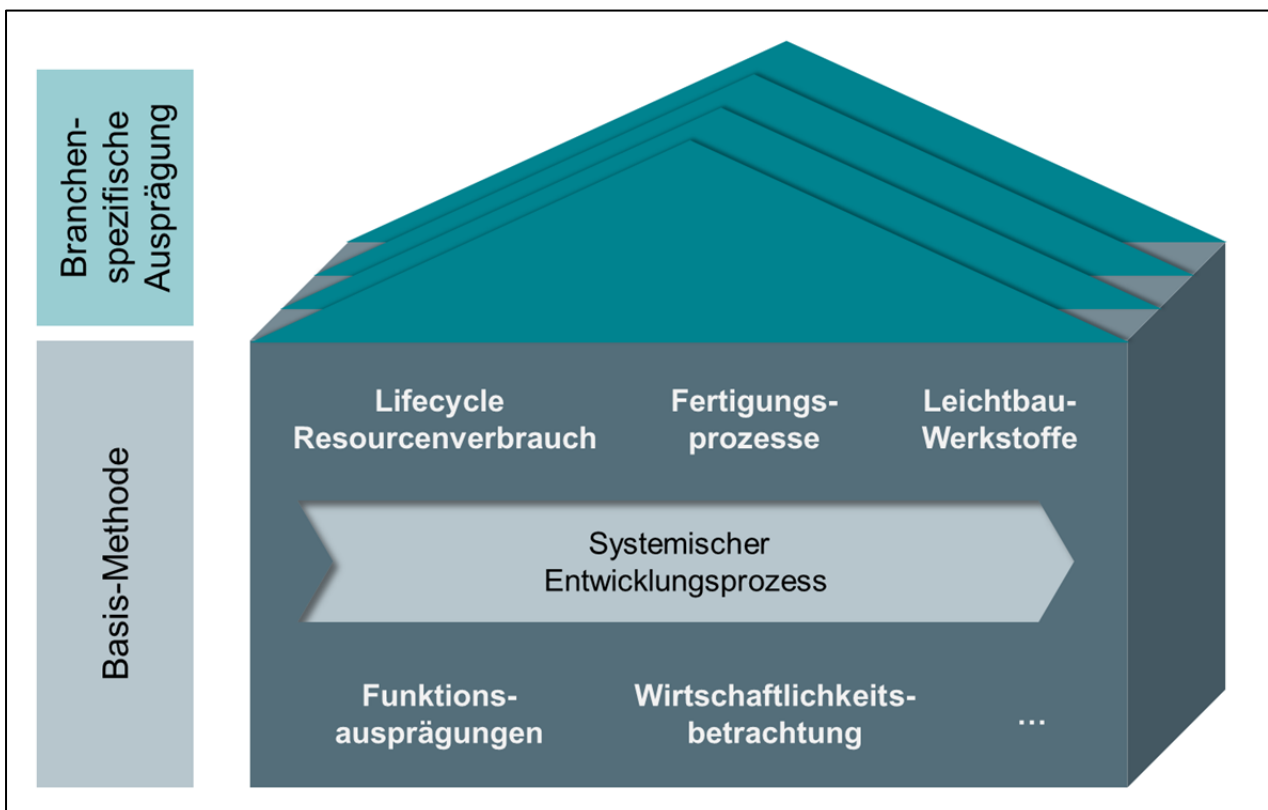 Branchen-
spezifische
Ausprägung
Basis-Methode
Lifecycle
Resourcenverbrauch
Fertigungs-
prozesse
Leichtbau-
Werkstoffe
Systemischer
Entwicklungsprozess
Funktions-
ausprägungen
Wirtschaftlichkeits-
betrachtung
...